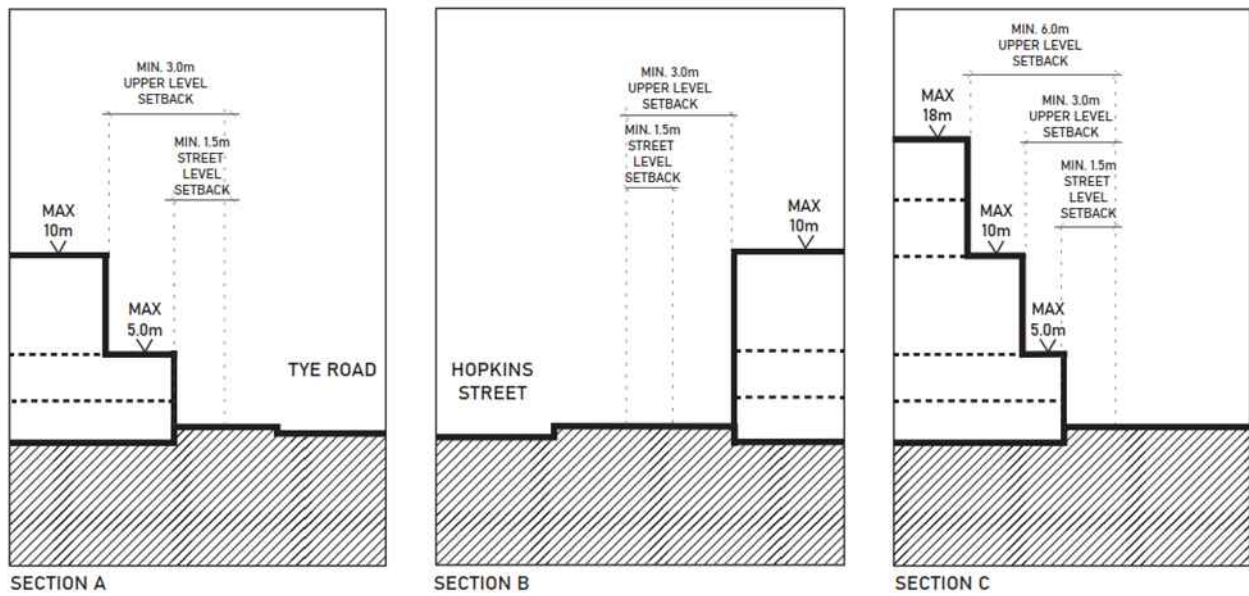 MIN. 3.0m
UPPER LEVEL
SETBACK
MIN. 1.5m
STREET
LEVEL
SETBACK
MAX
10m
MAX
5.0m
TYE ROAD
SECTION A
MIN. 3.0m
UPPER LEVEL
SETBACK
MIN. 1.5m
STREET
LEVEL
SETBACK
MAX
10m
HOPKINS
STREET
SECTION B
MIN. 6.0m
UPPER LEVEL
SETBACK
MAX
18m
MIN. 3.0m
UPPER LEVEL
SETBACK
MIN. 1.5m
STREET
LEVEL
SETBACK
MAX
10m
MAX
5.0m
SECTION C